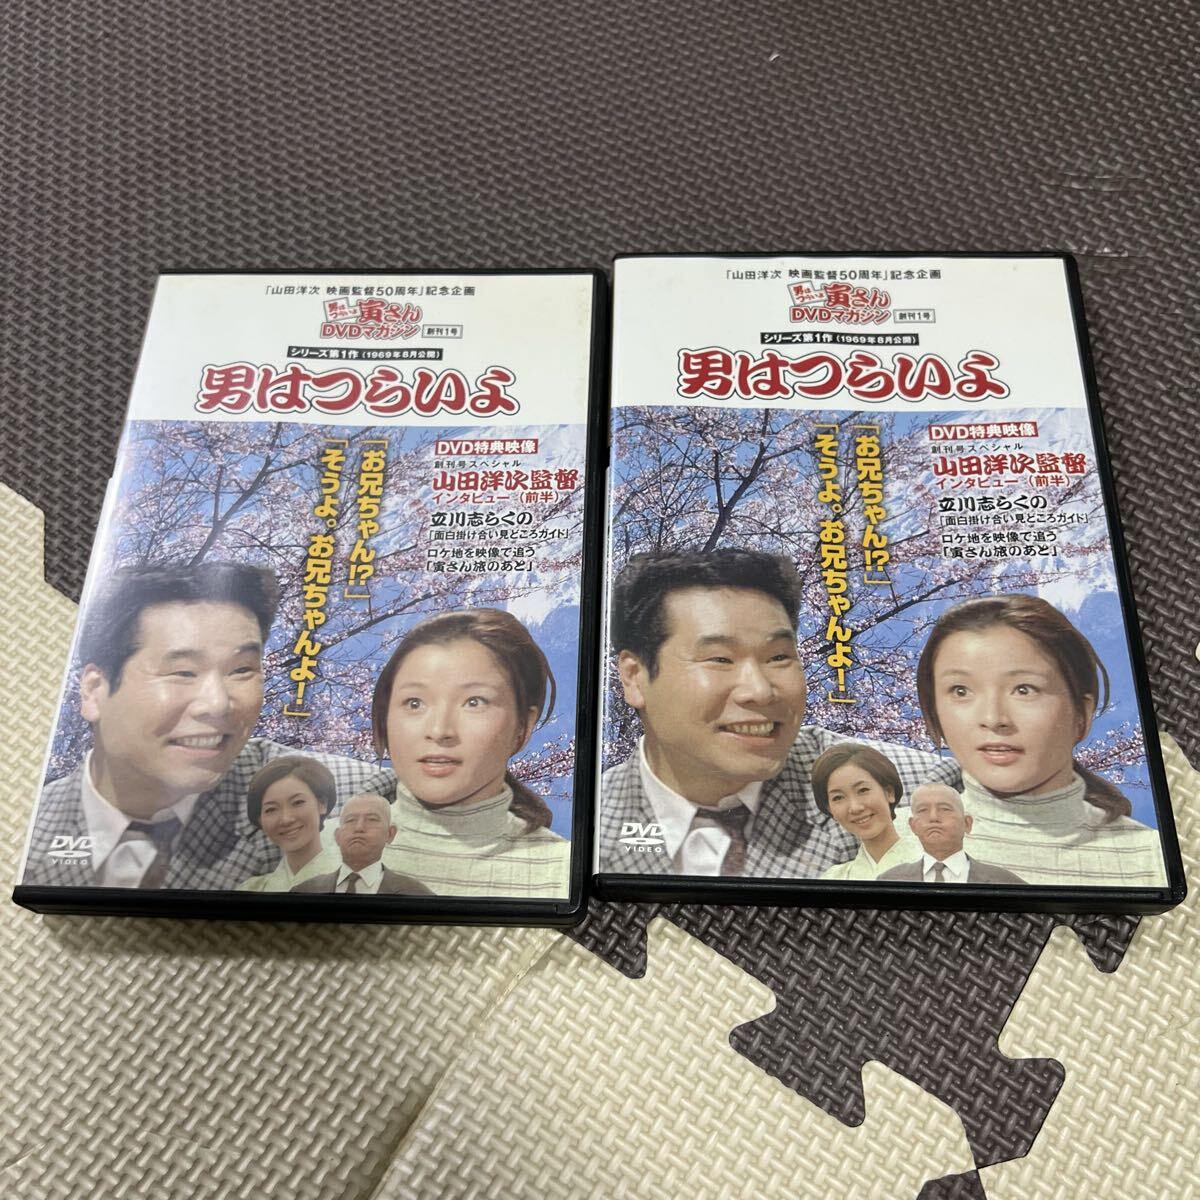 「山田洋次 映画監督50周年」記念企画
男はつらいよ
寅さん
DVDマガジン
創刊1号
シリーズ第1作(1969年8月公開)
男はつらいよ
DVD特典映像
創刊号スペシャル
山田洋次監督
インタビュー(前半)
立川志らくの
「面白掛け合い見どころガイド」
ロケ地を映像で追う
「寅さん旅のあと」
「お兄ちゃん!?」
「そうよ。お兄ちゃんよ!」
DVD
VIDEO
「山田洋次 映画監督50周年」記念企画
男はつらいよ
寅さん
DVDマガジン
創刊1号
シリーズ第1作(1969年8月公開)
男はつらいよ
DVD特典映像
創刊号スペシャル
山田洋次監督
インタビュー(前半)
立川志らくの
「面白掛け合い見どころガイド」
ロケ地を映像で追う
「寅さん旅のあと」
「お兄ちゃん!?」
「そうよ。お兄ちゃんよ!」
DVD
VIDEO